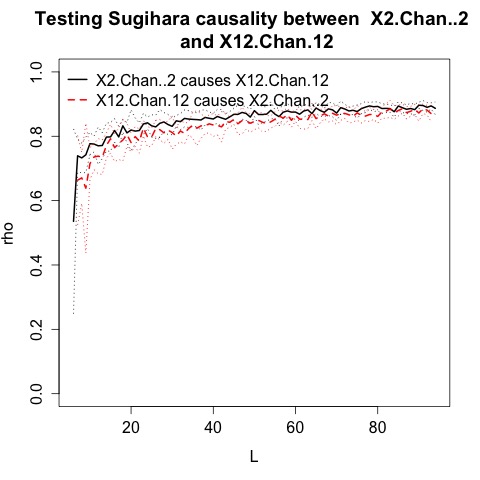 Testing Sugihara causality between  X2.Chan..2
and X12.Chan.12
X2.Chan..2 causes X12.Chan.12
X12.Chan.12 causes X2.Chan..2
rho
1.0
0.8
0.6
0.4
0.2
0.0
20 40 60 80
L